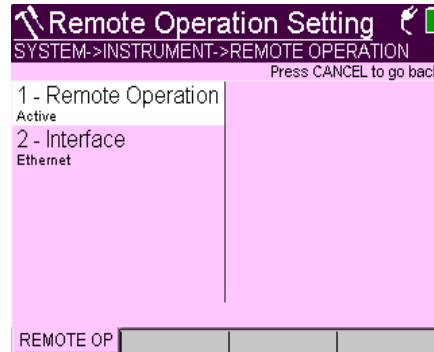 Remote Operation Setting
SYSTEM->INSTRUMENT->REMOTE OPERATION
Press CANCEL to go back
1 - Remote Operation
Active
2 - Interface
Ethernet
REMOTE OP